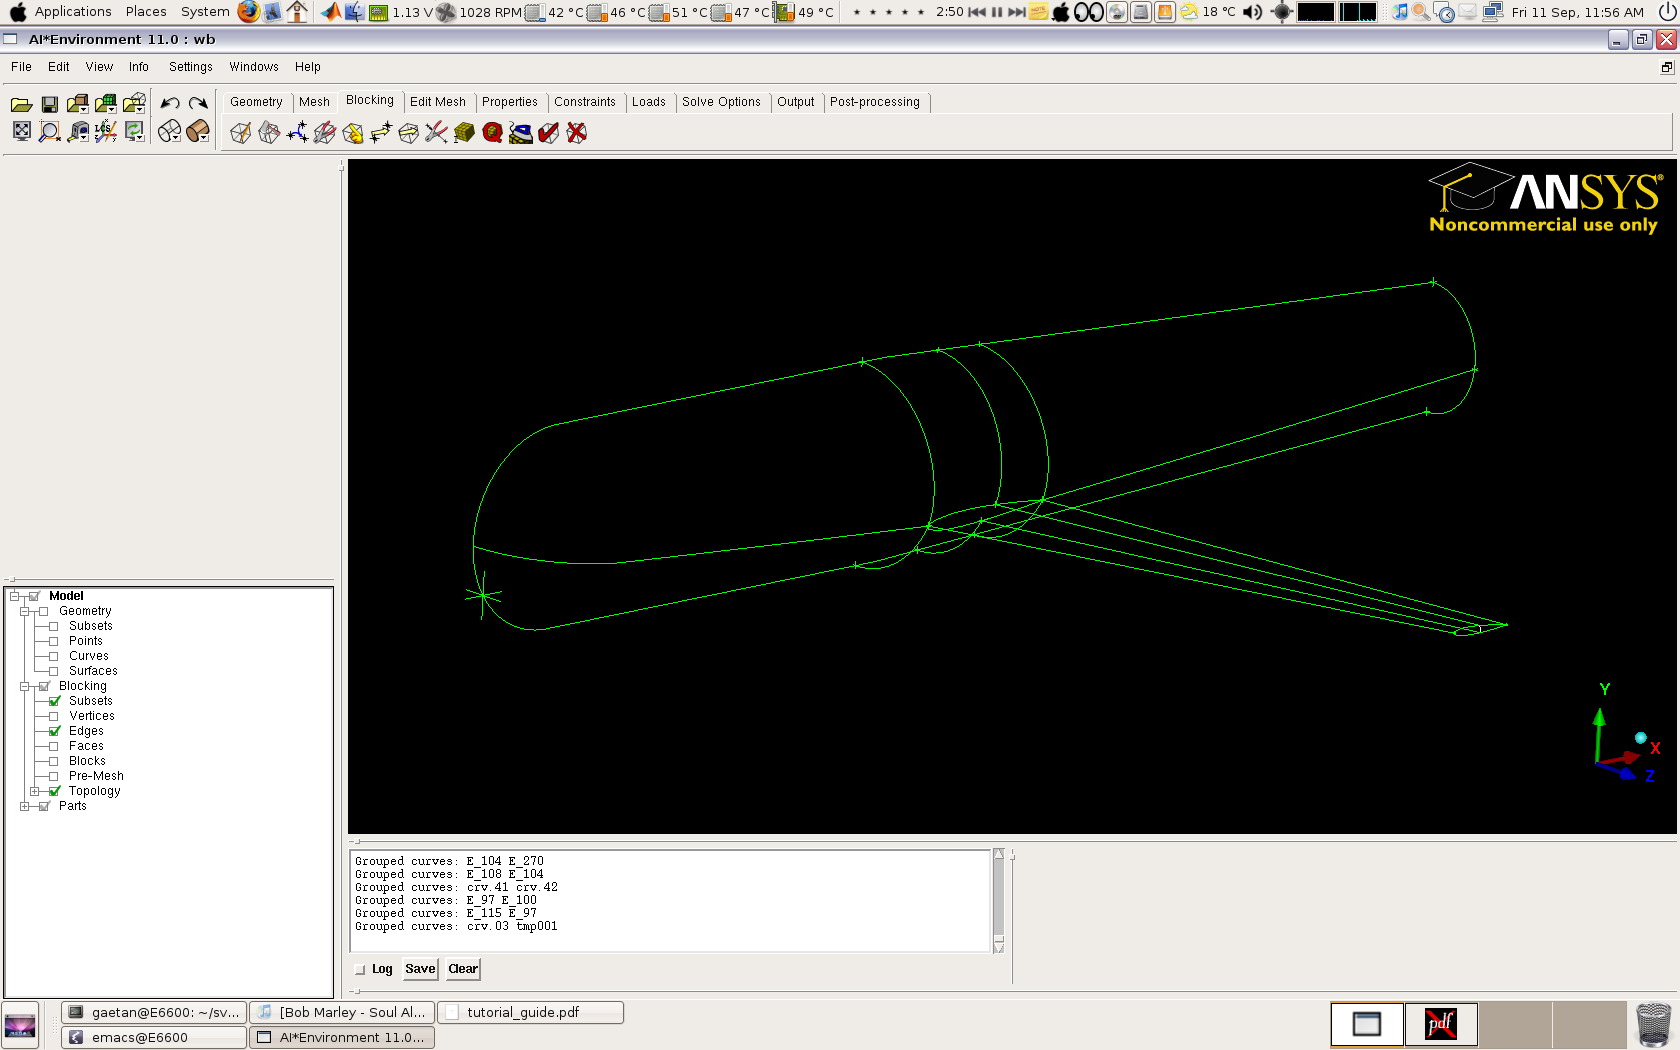 Applications Places System 1.13 V 1028 RPM 42 °C 46 °C 51 °C 47 °C 49 °C 2:50 18 °C Fri 11 Sep, 11:56 AM
AI*Environment 11.0 : wb
File Edit View Info Settings Windows Help
Geometry Mesh Blocking Edit Mesh Properties Constraints Loads Solve Options Output Post-processing
LCS
ANSYS®
Noncommercial use only
Model
Geometry
Subsets
Points
Curves
Surfaces
Blocking
Subsets
Vertices
Edges
Faces
Blocks
Pre-Mesh
Topology
Parts
Y
X
Z
Grouped curves: E_104 E_270
Grouped curves: E_108 E_104
Grouped curves: crv.41 crv.42
Grouped curves: E_97 E_100
Grouped curves: E_115 E_97
Grouped curves: crv.03 tmp001
Log Save Clear
gaetan@E6600: ~/sv... [Bob Marley - Soul Al... tutorial_guide.pdf
emacs@E6600 AI*Environment 11.0...
pdf